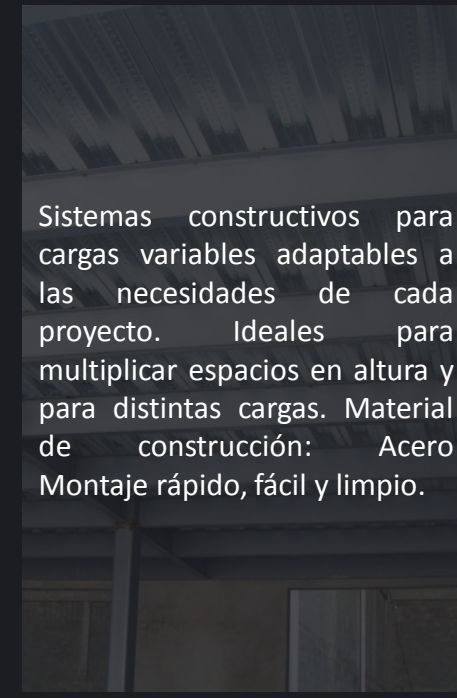 Sistemas constructivos para
cargas variables adaptables a
las necesidades de cada
proyecto. Ideales para
multiplicar espacios en altura y
para distintas cargas. Material
de construcción: Acero
Montaje rápido, fácil y limpio.